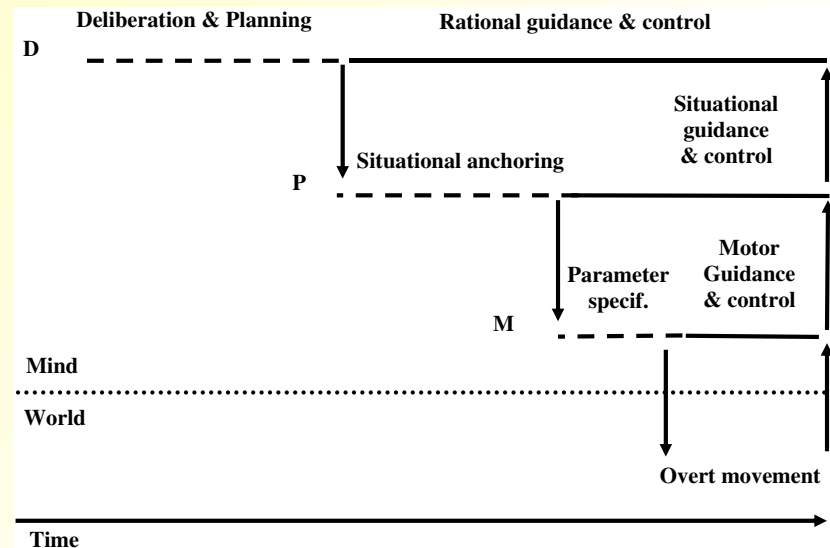 Deliberation & Planning
Rational guidance & control
D
Situational
guidance
& control
Situational anchoring
P
Motor
Guidance
& control
Parameter
specif.
M
Mind
World
Overt movement
Time